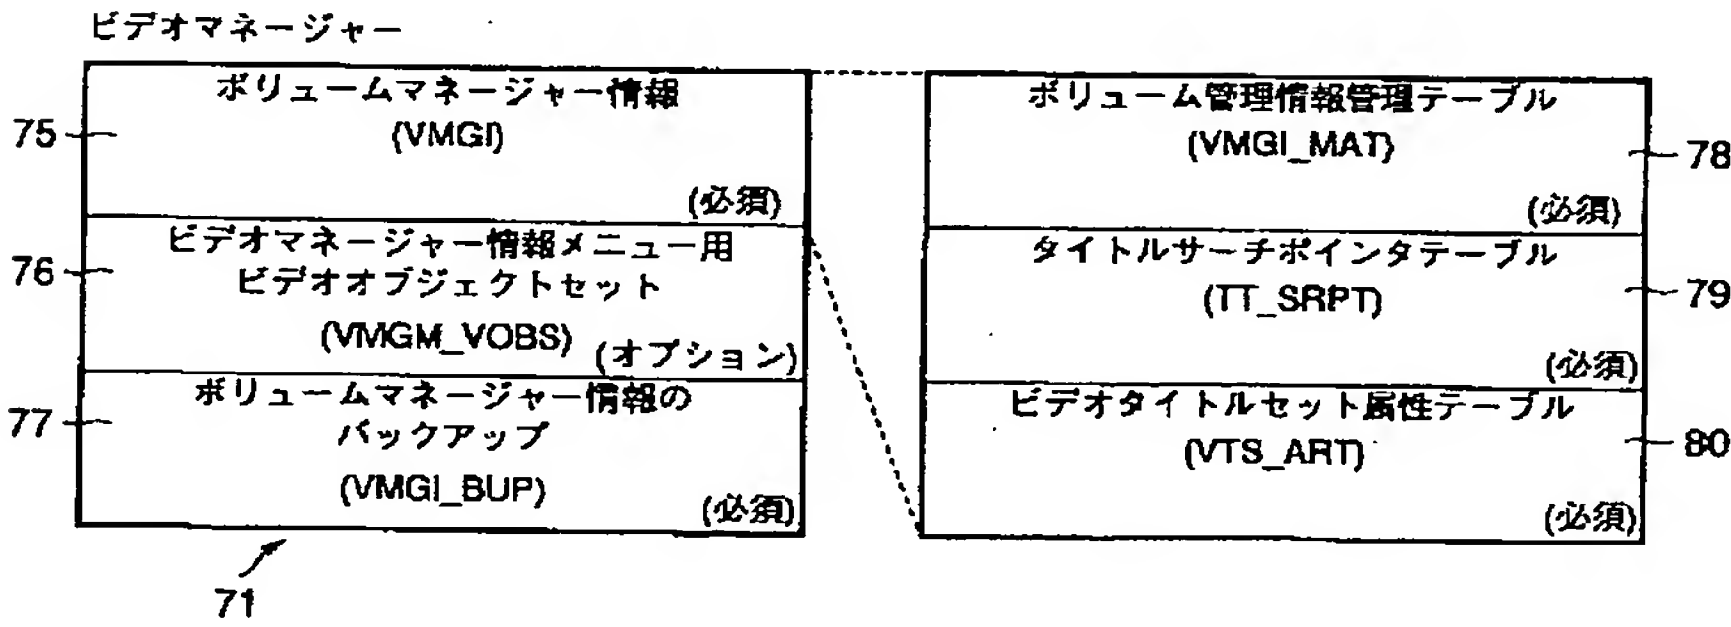 ビデオマネージャー
ボリュームマネージャー情報
(VMGI)
(必須)
75
ビデオマネージャー情報メニュー用
ビデオオブジェクトセット
(VMGM_VOBS)
(オプション)
76
ボリュームマネージャー情報の
バックアップ
(VMGI_BUP)
(必須)
77
71
ボリューム管理情報管理テーブル
(VMGI_MAT)
(必須)
78
タイトルサーチポインタテーブル
(TT_SRPT)
(必須)
79
ビデオタイトルセット属性テーブル
(VTS_ART)
(必須)
80